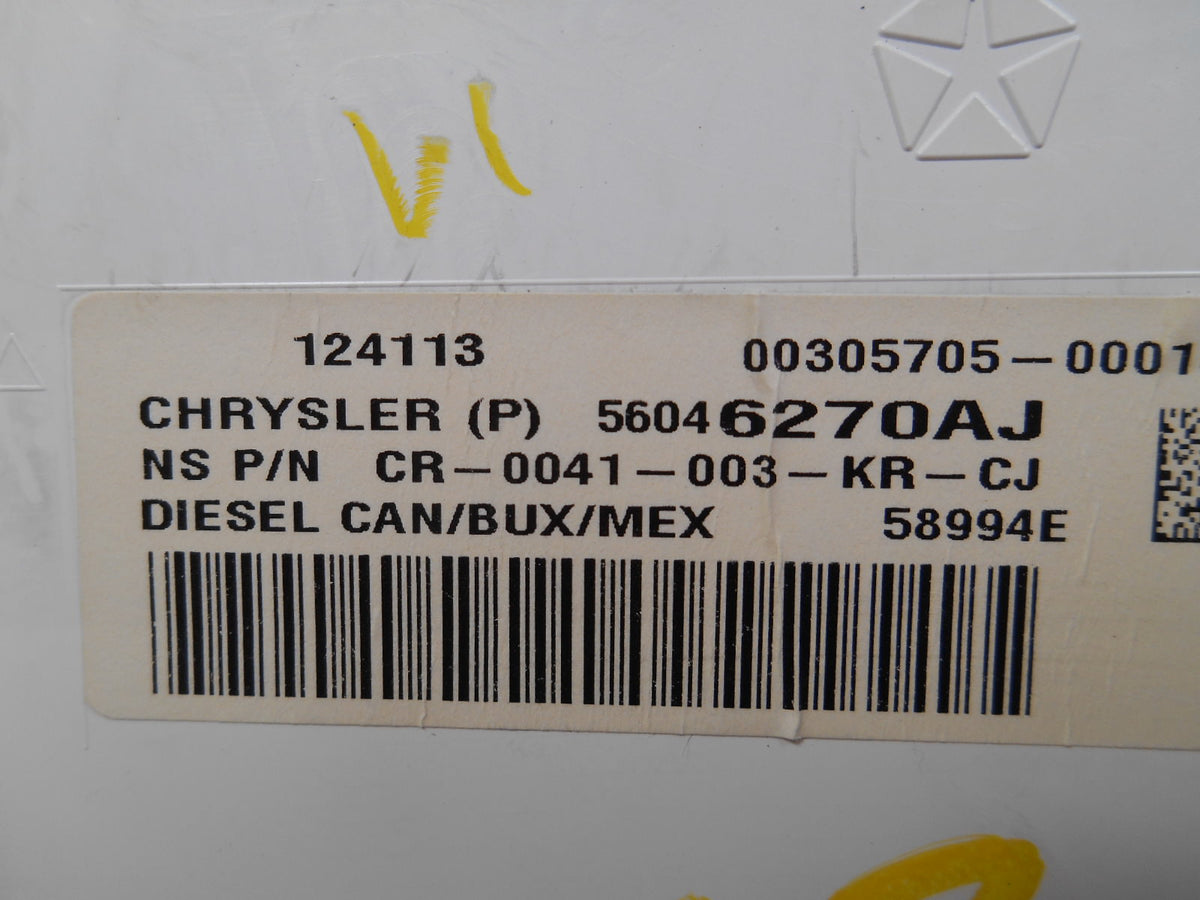 124113 00305705-0001
CHRYSLER (P) 56046270AJ
NS P/N CR-0041-003-KR-CJ
DIESEL CAN/BUX/MEX 58994E